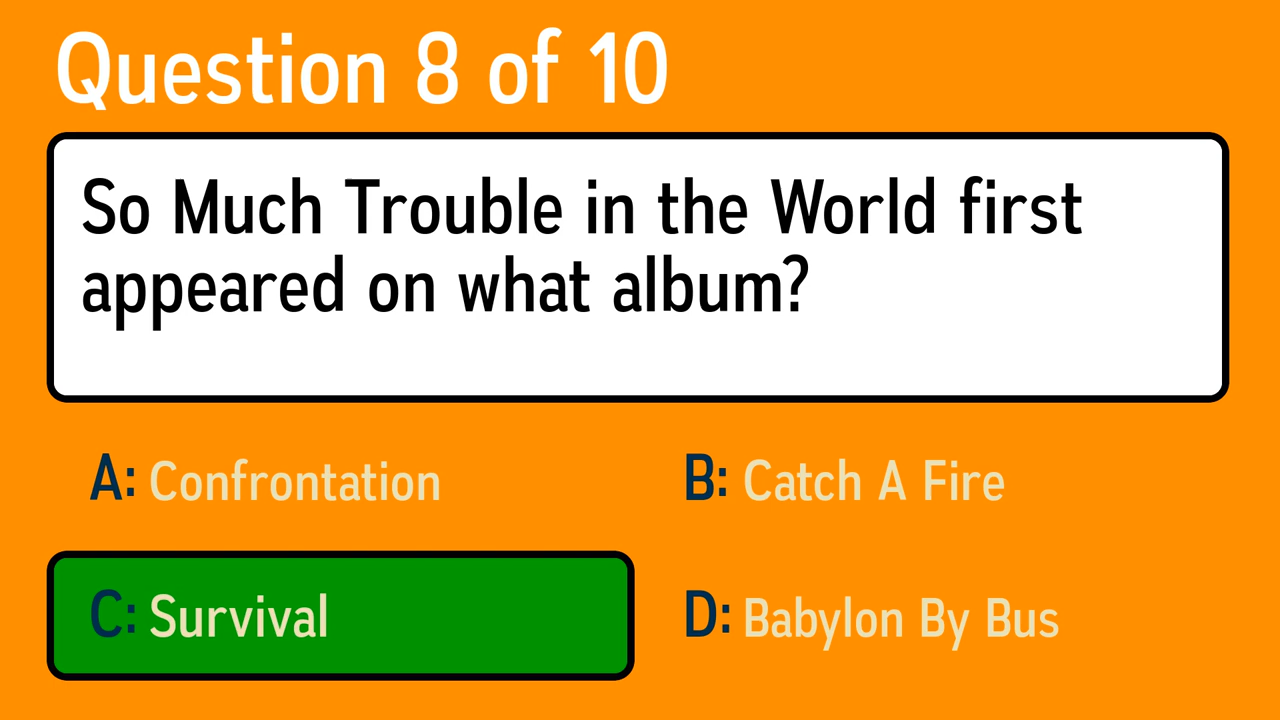 Question 8 of 10
So Much Trouble in the World first
appeared on what album?
A: Confrontation
B: Catch A Fire
C: Survival
D: Babylon By Bus